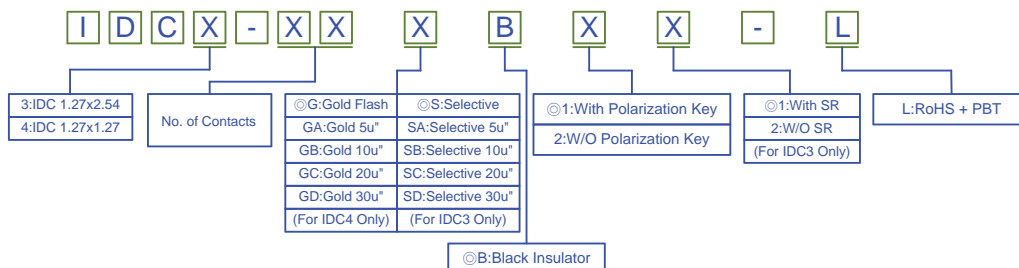 I D C X - X X X B X X - L
3:IDC 1.27x2.54
4:IDC 1.27x1.27
No. of Contacts
◎G:Gold Flash ◎S:Selective
GA:Gold 5u" SA:Selective 5u"
GB:Gold 10u" SB:Selective 10u"
GC:Gold 20u" SC:Selective 20u"
GD:Gold 30u" SD:Selective 30u"
(For IDC4 Only) (For IDC3 Only)
◎B:Black Insulator
◎1:With Polarization Key
2:W/O Polarization Key
◎1:With SR
2:W/O SR
(For IDC3 Only)
L:RoHS + PBT